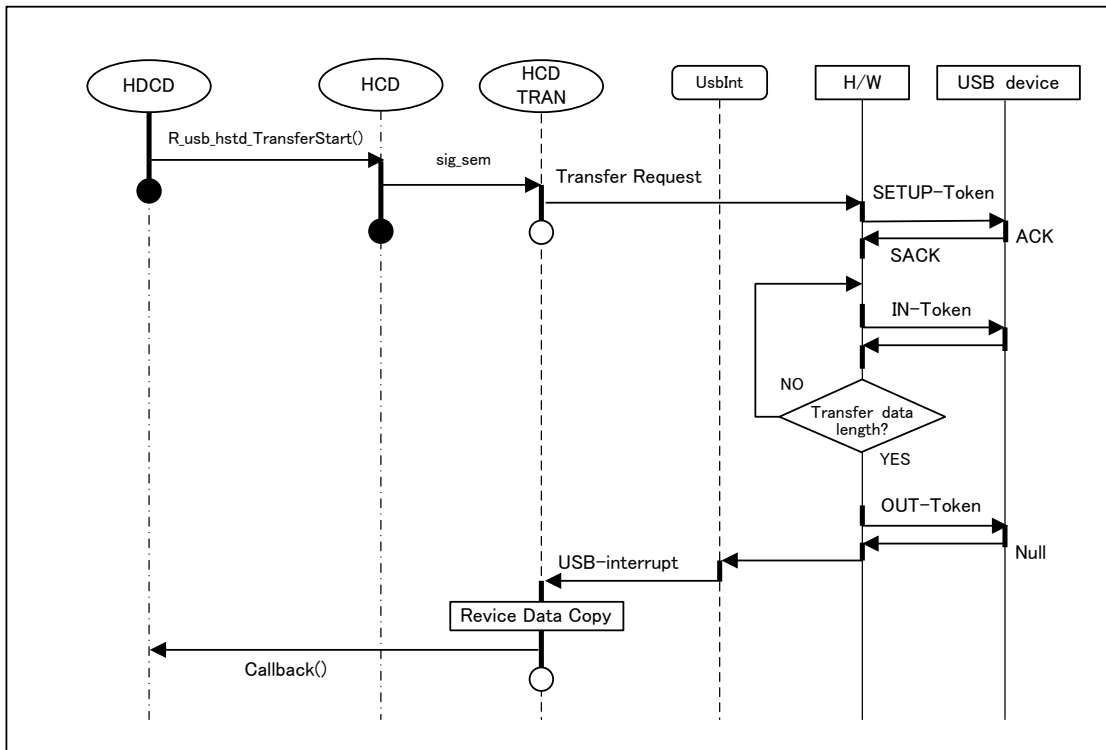 HDCD
HCD
HCD
TRAN
UsbInt
H/W
USB device
R_usb_hstd_TransferStart()
sig_sem
Transfer Request
SETUP-Token
ACK
SACK
IN-Token
NO
Transfer data
length?
YES
OUT-Token
Null
USB-interrupt
Revice Data Copy
Callback()